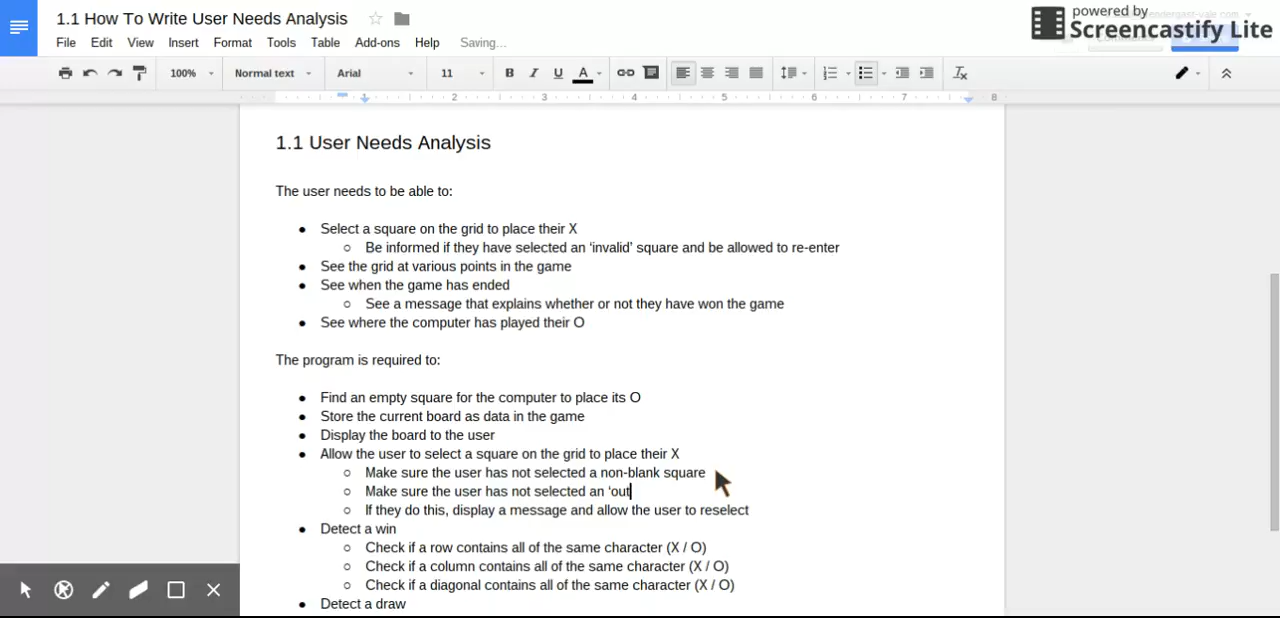 1.1 How To Write User Needs Analysis
powered by
Screencastify Lite
File Edit View Insert Format Tools Table Add-ons Help Saving...
100% Normal text Arial 11 B I U A
1 2 3 4 5 6 7 8
1.1 User Needs Analysis
The user needs to be able to:
● Select a square on the grid to place their X
○ Be informed if they have selected an ‘invalid’ square and be allowed to re-enter
● See the grid at various points in the game
● See when the game has ended
○ See a message that explains whether or not they have won the game
● See where the computer has played their O
The program is required to:
● Find an empty square for the computer to place its O
● Store the current board as data in the game
● Display the board to the user
● Allow the user to select a square on the grid to place their X
○ Make sure the user has not selected a non-blank square
○ Make sure the user has not selected an ‘out
○ If they do this, display a message and allow the user to reselect
● Detect a win
○ Check if a row contains all of the same character (X / O)
○ Check if a column contains all of the same character (X / O)
○ Check if a diagonal contains all of the same character (X / O)
● Detect a draw